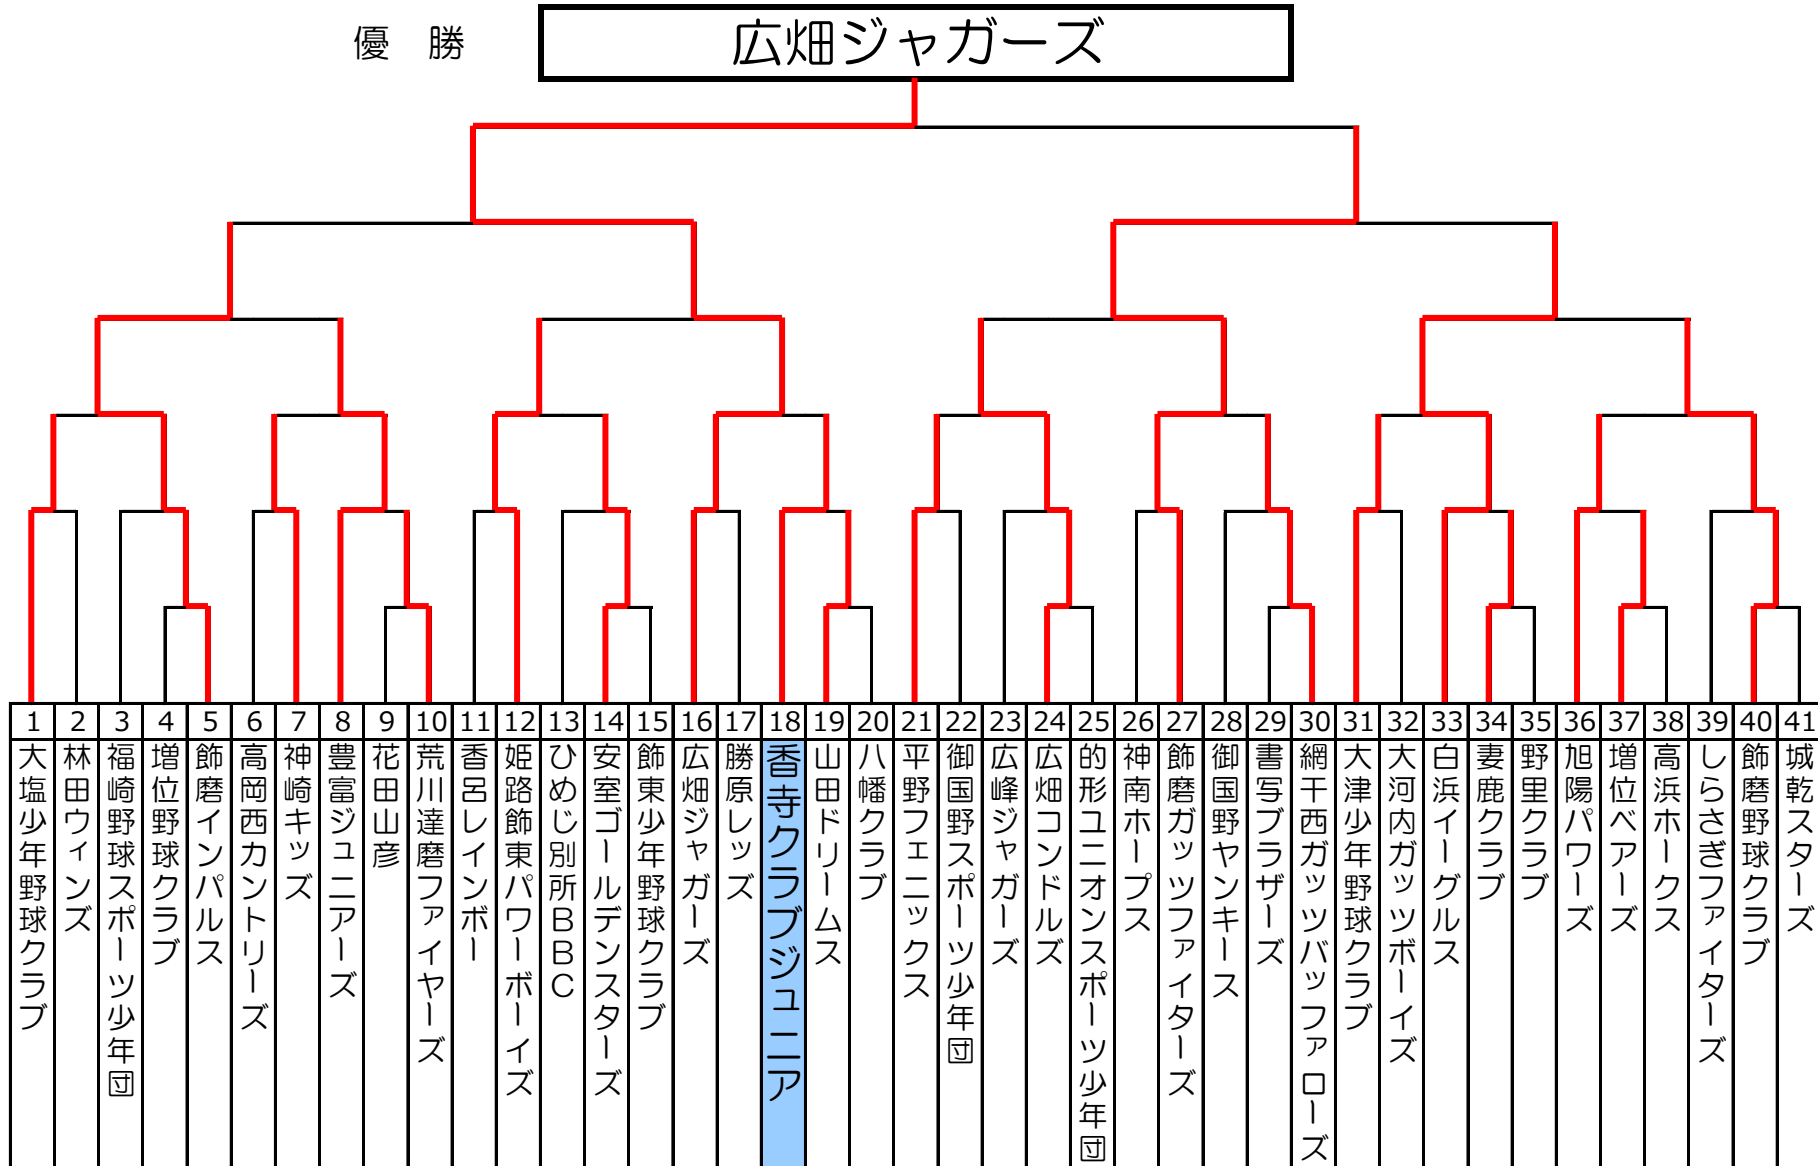 優　勝
広畑ジャガーズ
1 大塩少年野球クラブ
2 林田ウィンズ
3 福崎野球スポーツ少年団
4 増位野球クラブ
5 飾磨インパルス
6 高岡西カントリーズ
7 神崎キッズ
8 豊富ジュニアーズ
9 花田山彦
10 荒川達磨ファイヤーズ
11 香呂レインボー
12 姫路飾東パワーボーイズ
13 ひめじ別所BBC
14 安室ゴールデンスターズ
15 飾東少年野球クラブ
16 広畑ジャガーズ
17 勝原レッズ
18 香寺クラブジュニア
19 山田ドリームス
20 八幡クラブ
21 平野フェニックス
22 御国野スポーツ少年団
23 広峰ジャガーズ
24 広畑コンドルズ
25 的形ユニオンスポーツ少年団
26 神南ホープス
27 飾磨ガッツファイターズ
28 御国野ヤンキース
29 書写ブラザーズ
30 網干西ガッツバッファローズ
31 大津少年野球クラブ
32 大河内ガッツボーイズ
33 白浜イーグルス
34 妻鹿クラブ
35 野里クラブ
36 旭陽パワーズ
37 増位ベアーズ
38 高浜ホークス
39 しらさぎファイターズ
40 飾磨野球クラブ
41 城乾スターズ